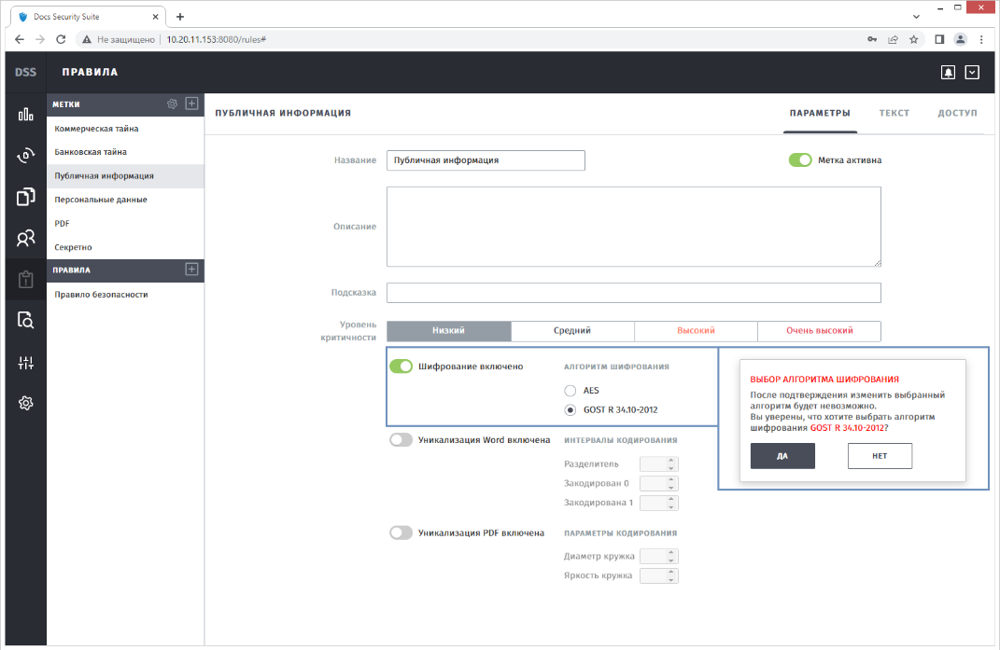 Docs Security Suite
Не защищено
10.20.11.153:8080/rules#
DSS
ПРАВИЛА
МЕТКИ
Коммерческая тайна
Банковская тайна
Публичная информация
Персональные данные
PDF
Секретно
ПРАВИЛА
Правило безопасности
ПУБЛИЧНАЯ ИНФОРМАЦИЯ
ПАРАМЕТРЫ
ТЕКСТ
ДОСТУП
Название
Публичная информация
Метка активна
Описание
Подсказка
Уровень
критичности
Низкий
Средний
Высокий
Очень высокий
Шифрование включено
АЛГОРИТМ ШИФРОВАНИЯ
AES
GOST R 34.10-2012
ВЫБОР АЛГОРИТМА ШИФРОВАНИЯ
После подтверждения изменить выбранный
алгоритм будет невозможно.
Вы уверены, что хотите выбрать алгоритм
шифрования GOST R 34.10-2012?
ДА
НЕТ
Уникализация Word включена
ИНТЕРВАЛЫ КОДИРОВАНИЯ
Разделитель
Закодирован 0
Закодирована 1
Уникализация PDF включена
ПАРАМЕТРЫ КОДИРОВАНИЯ
Диаметр кружка
Яркость кружка